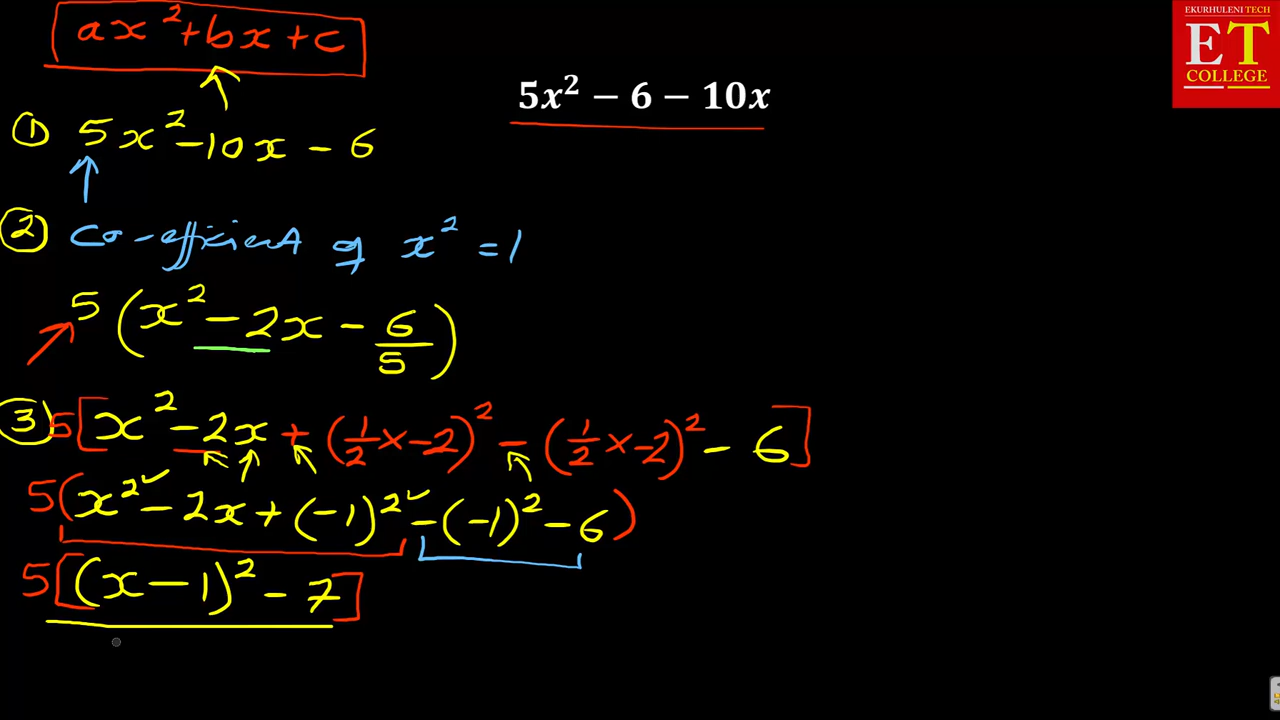 ax² + bx + c
EKURHULENI TECH
ET
COLLEGE
5x² − 6 − 10x
① 5x² − 10x − 6
② Co-efficient of x² = 1
5 (x² − 2x − 6/5)
③ 5[x² − 2x + (1/2 × −2)² − (1/2 × −2)² − 6]
5(x² − 2x + (−1)² − (−1)² − 6)
5[(x − 1)² − 7]